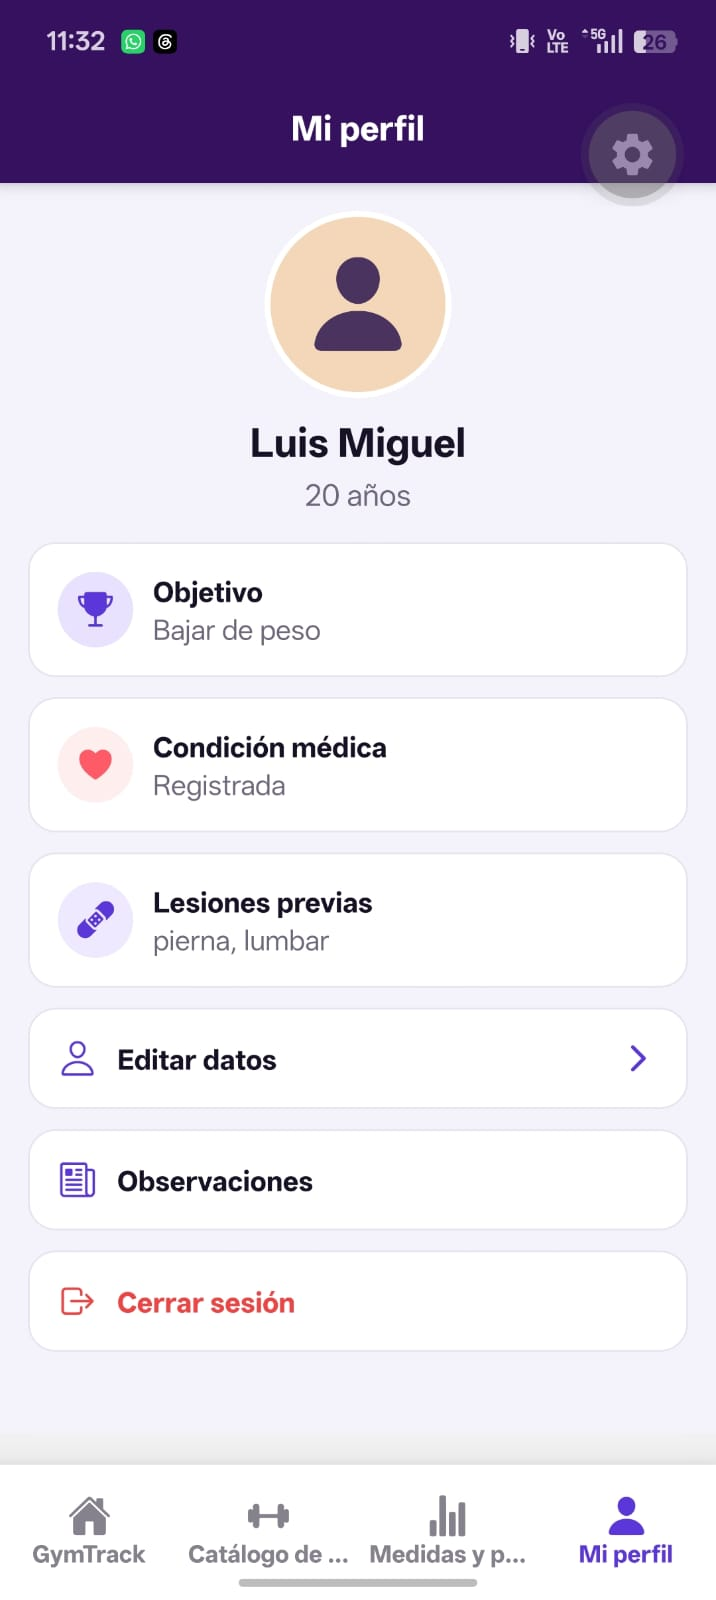 11:32
Vo
LTE
5G
26
Mi perfil
Luis Miguel
20 años
Objetivo
Bajar de peso
Condición médica
Registrada
Lesiones previas
pierna, lumbar
Editar datos
Observaciones
Cerrar sesión
GymTrack
Catálogo de ...
Medidas y p...
Mi perfil